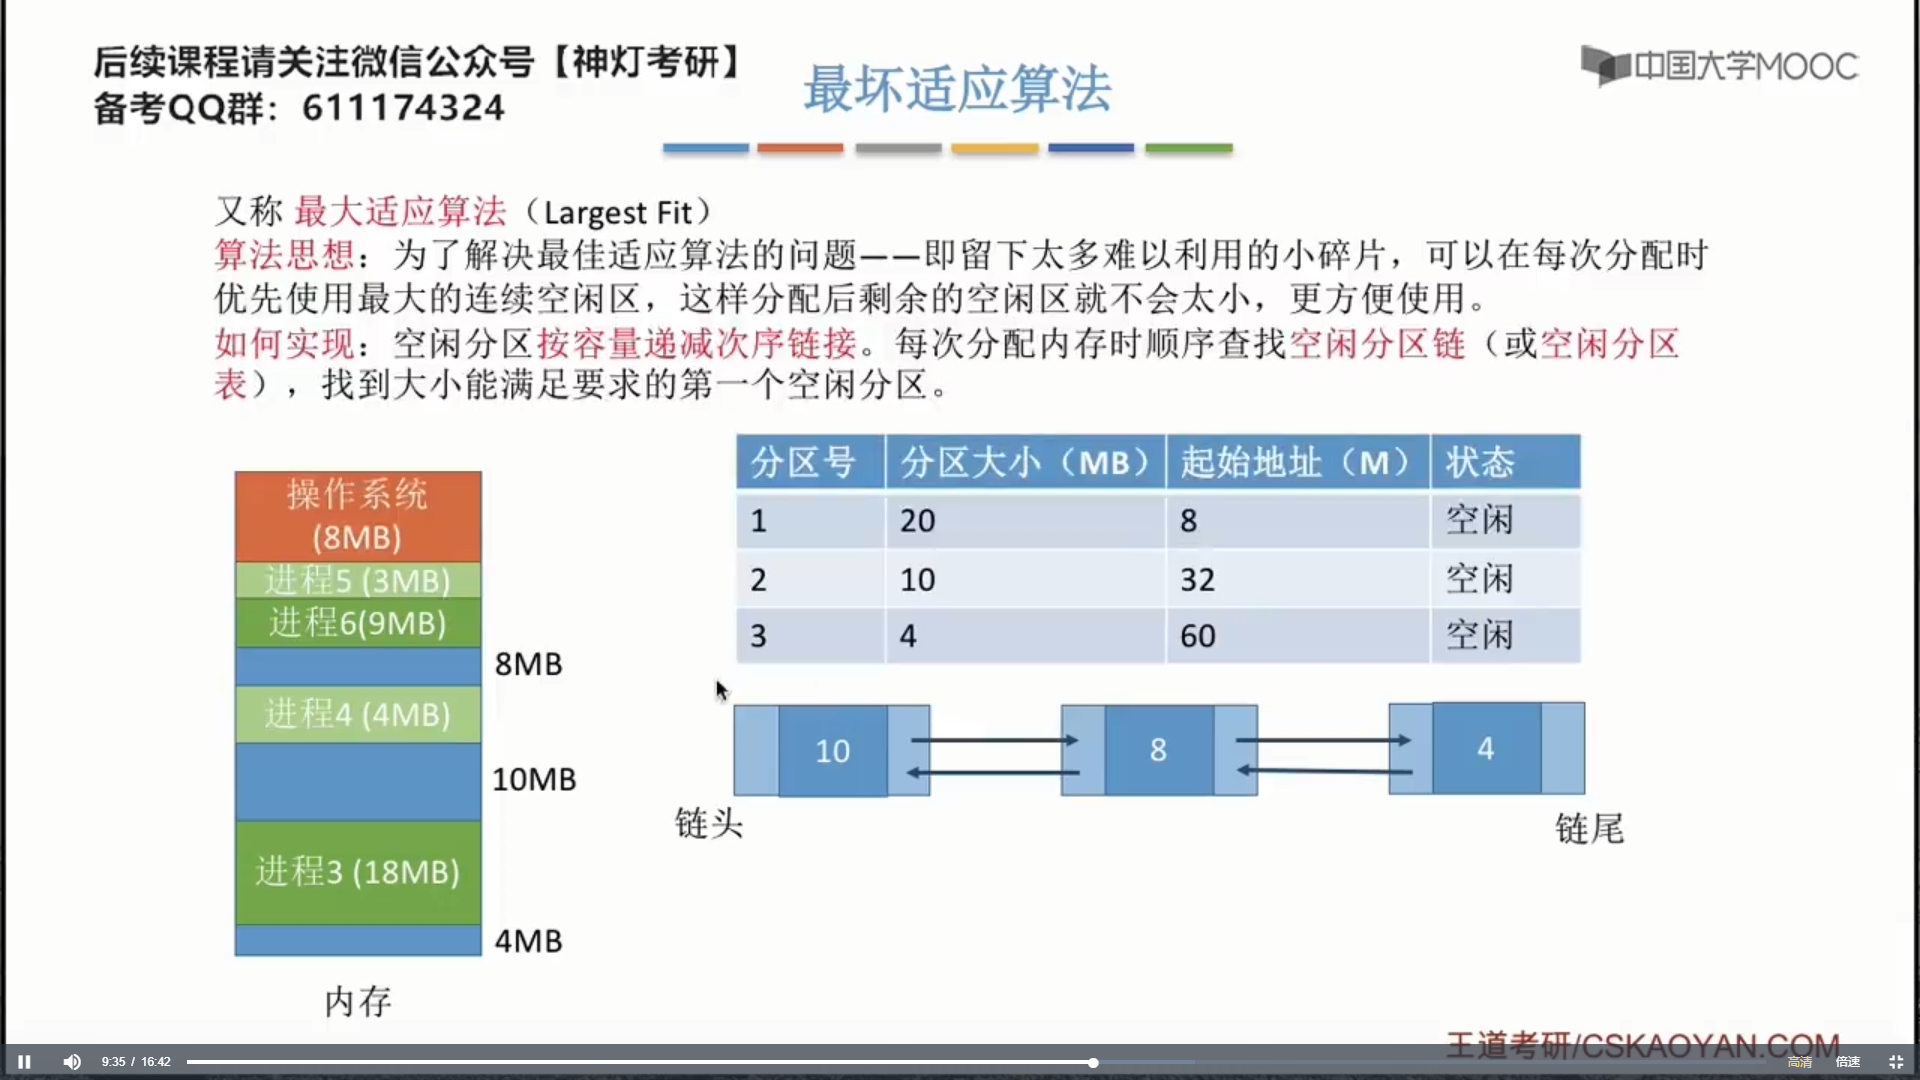 后续课程请关注微信公众号【神灯考研】
备考QQ群：611174324
最坏适应算法
中国大学MOOC
又称 最大适应算法（Largest Fit）
算法思想：为了解决最佳适应算法的问题——即留下太多难以利用的小碎片，可以在每次分配时
优先使用最大的连续空闲区，这样分配后剩余的空闲区就不会太小，更方便使用。
如何实现：空闲分区按容量递减次序链接。每次分配内存时顺序查找空闲分区链（或空闲分区
表），找到大小能满足要求的第一个空闲分区。
操作系统
(8MB)
进程5 (3MB)
进程6(9MB)
8MB
进程4 (4MB)
10MB
进程3 (18MB)
4MB
内存
分区号 分区大小（MB） 起始地址（M） 状态
1 20 8 空闲
2 10 32 空闲
3 4 60 空闲
10 8 4
链头
链尾
王道考研/CSKAOYAN.COM
9:35 / 16:42
高清 倍速